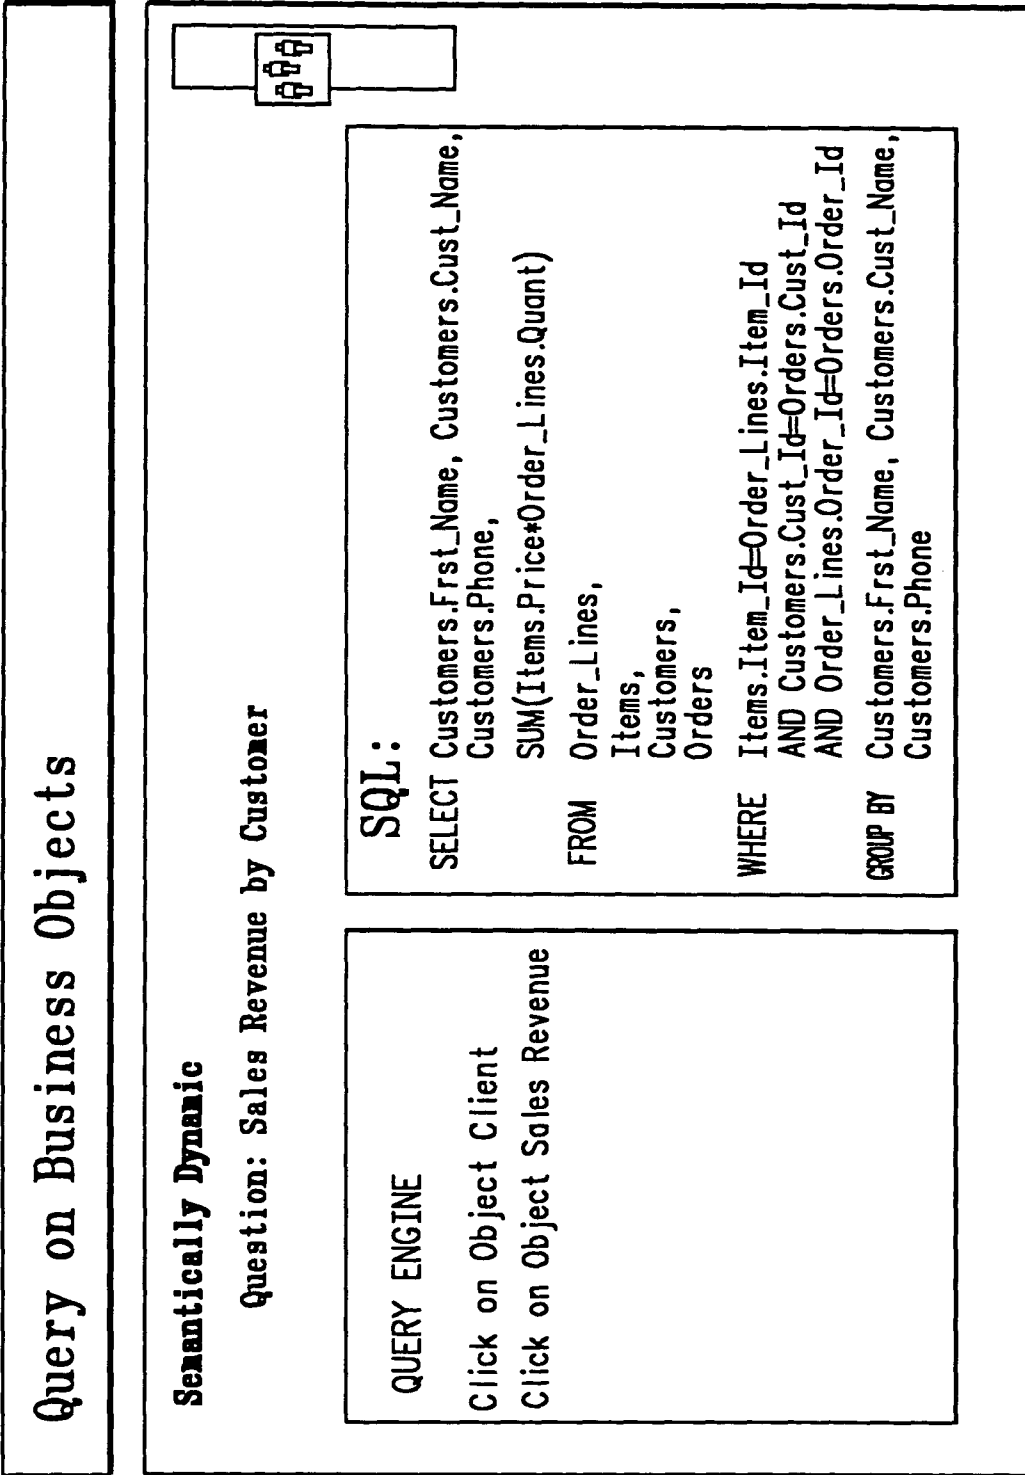 Query on Business Objects
Semantically Dynamic
Question: Sales Revenue by Customer
QUERY ENGINE
Click on Object Client
Click on Object Sales Revenue
SQL:
SELECT Customers.Frst_Name, Customers.Cust_Name,
Customers.Phone,
SUM(Items.Price*Order_Lines.Quant)
FROM Order_Lines,
Items,
Customers,
Orders
WHERE Items.Item_Id=Order_Lines.Item_Id
AND Customers.Cust_Id=Orders.Cust_Id
AND Order_Lines.Order_Id=Orders.Order_Id
GROUP BY Customers.Frst_Name, Customers.Cust_Name,
Customers.Phone